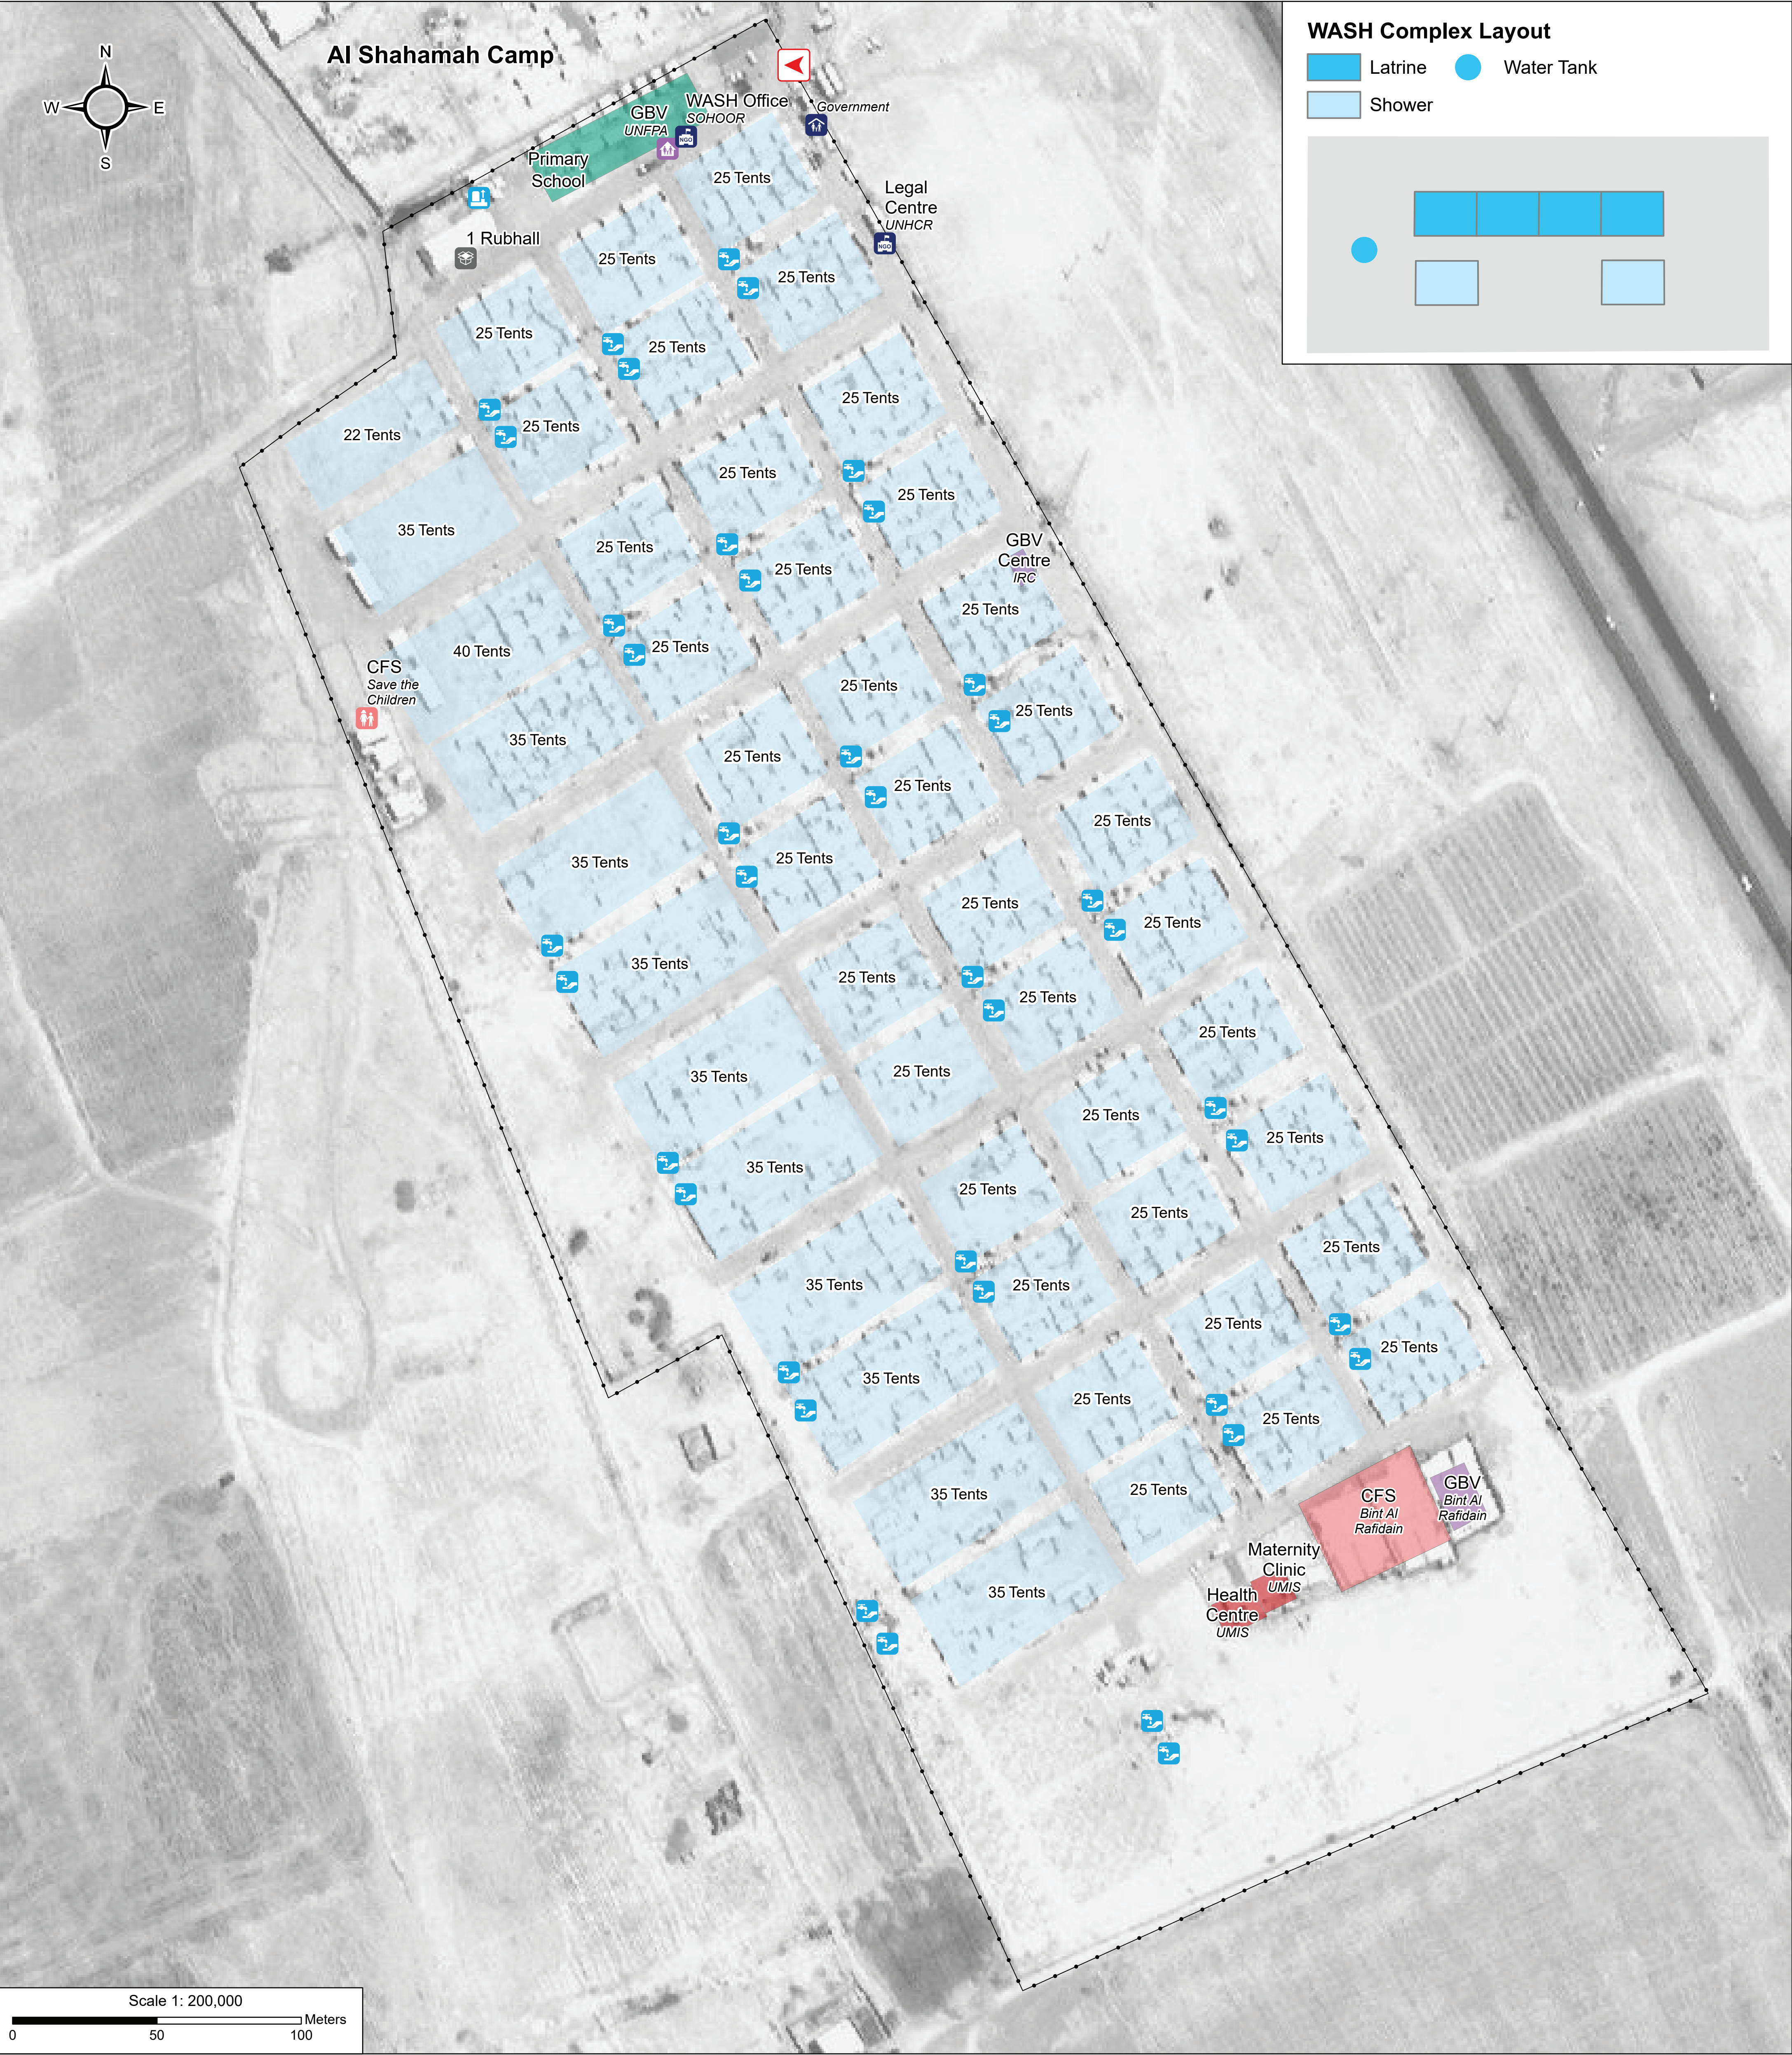 Al Shahamah Camp
N
W
E
S
WASH Complex Layout
Latrine
Water Tank
Shower
GBV
UNFPA
WASH Office
SOHOOR
NGO
Government
Primary
School
25 Tents
Legal
Centre
UNHCR
NGO
1 Rubhall
25 Tents
25 Tents
25 Tents
25 Tents
25 Tents
25 Tents
22 Tents
25 Tents
25 Tents
35 Tents
25 Tents
25 Tents
GBV
Centre
IRC
25 Tents
25 Tents
40 Tents
25 Tents
CFS
Save the
Children
25 Tents
25 Tents
35 Tents
25 Tents
25 Tents
25 Tents
35 Tents
25 Tents
25 Tents
25 Tents
35 Tents
25 Tents
25 Tents
25 Tents
35 Tents
25 Tents
25 Tents
25 Tents
35 Tents
25 Tents
25 Tents
25 Tents
35 Tents
25 Tents
25 Tents
35 Tents
25 Tents
25 Tents
25 Tents
35 Tents
25 Tents
CFS
Bint Al
Rafidain
GBV
Bint Al
Rafidain
Maternity
Clinic
UMIS
35 Tents
Health
Centre
UMIS
Scale 1: 200,000
Meters
0
50
100